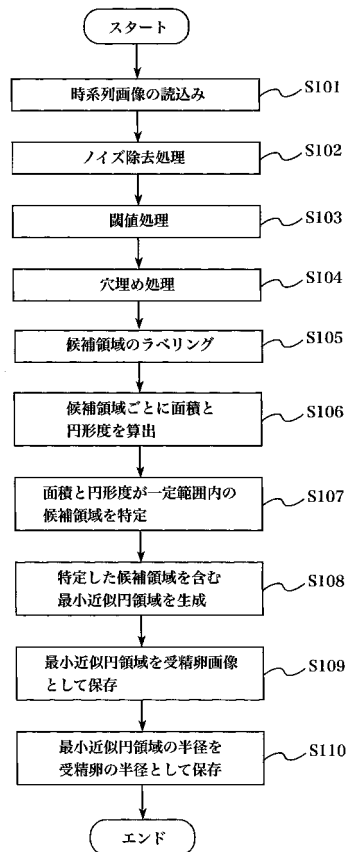 スタート
時系列画像の読込み
S101
ノイズ除去処理
S102
閾値処理
S103
穴埋め処理
S104
候補領域のラベリング
S105
候補領域ごとに面積と
円形度を算出
S106
面積と円形度が一定範囲内の
候補領域を特定
S107
特定した候補領域を含む
最小近似円領域を生成
S108
最小近似円領域を受精卵画像
として保存
S109
最小近似円領域の半径を
受精卵の半径として保存
S110
エンド